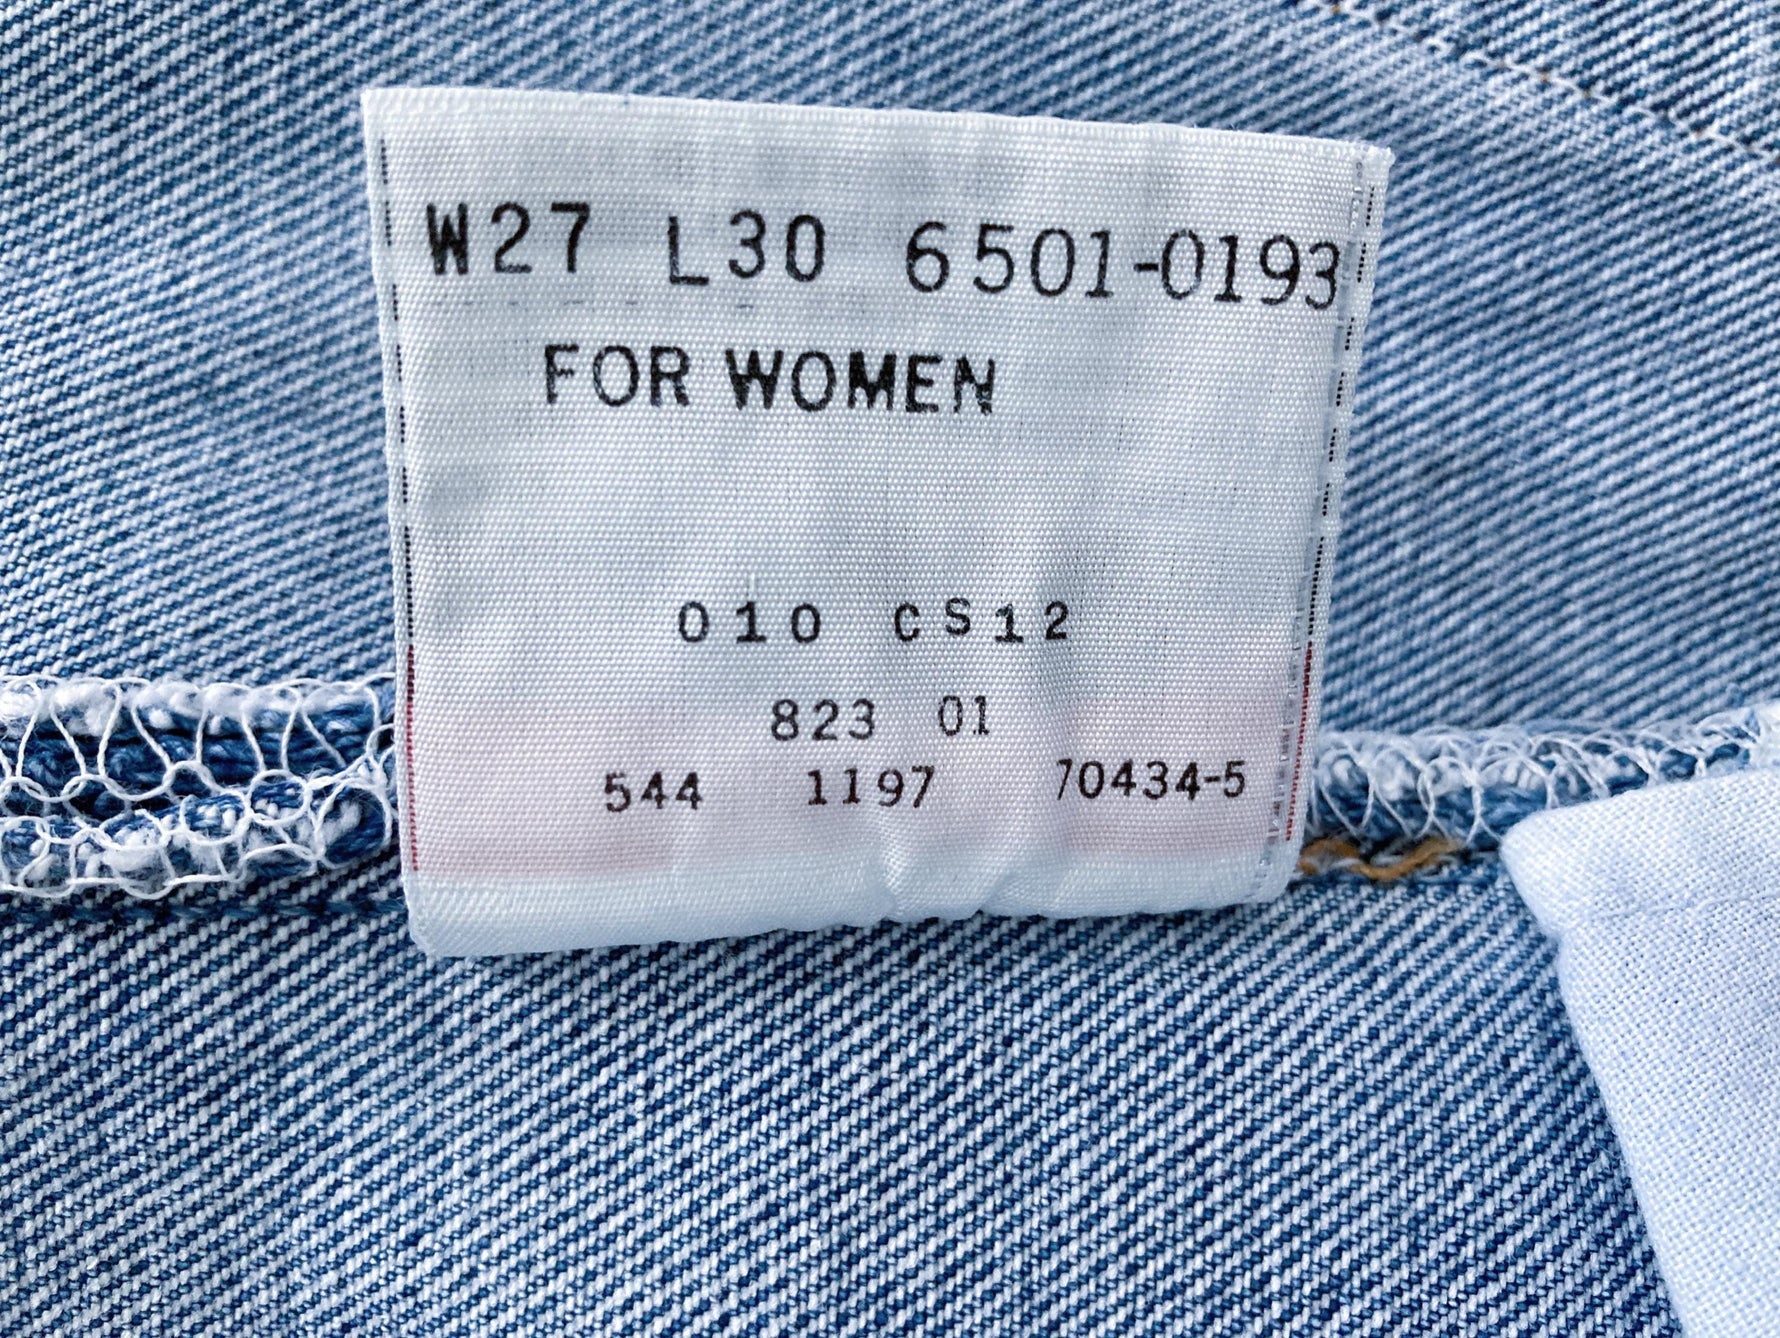 W27 L30 6501-0193
FOR WOMEN
010 CS12
823 01
544 1197 70434-5